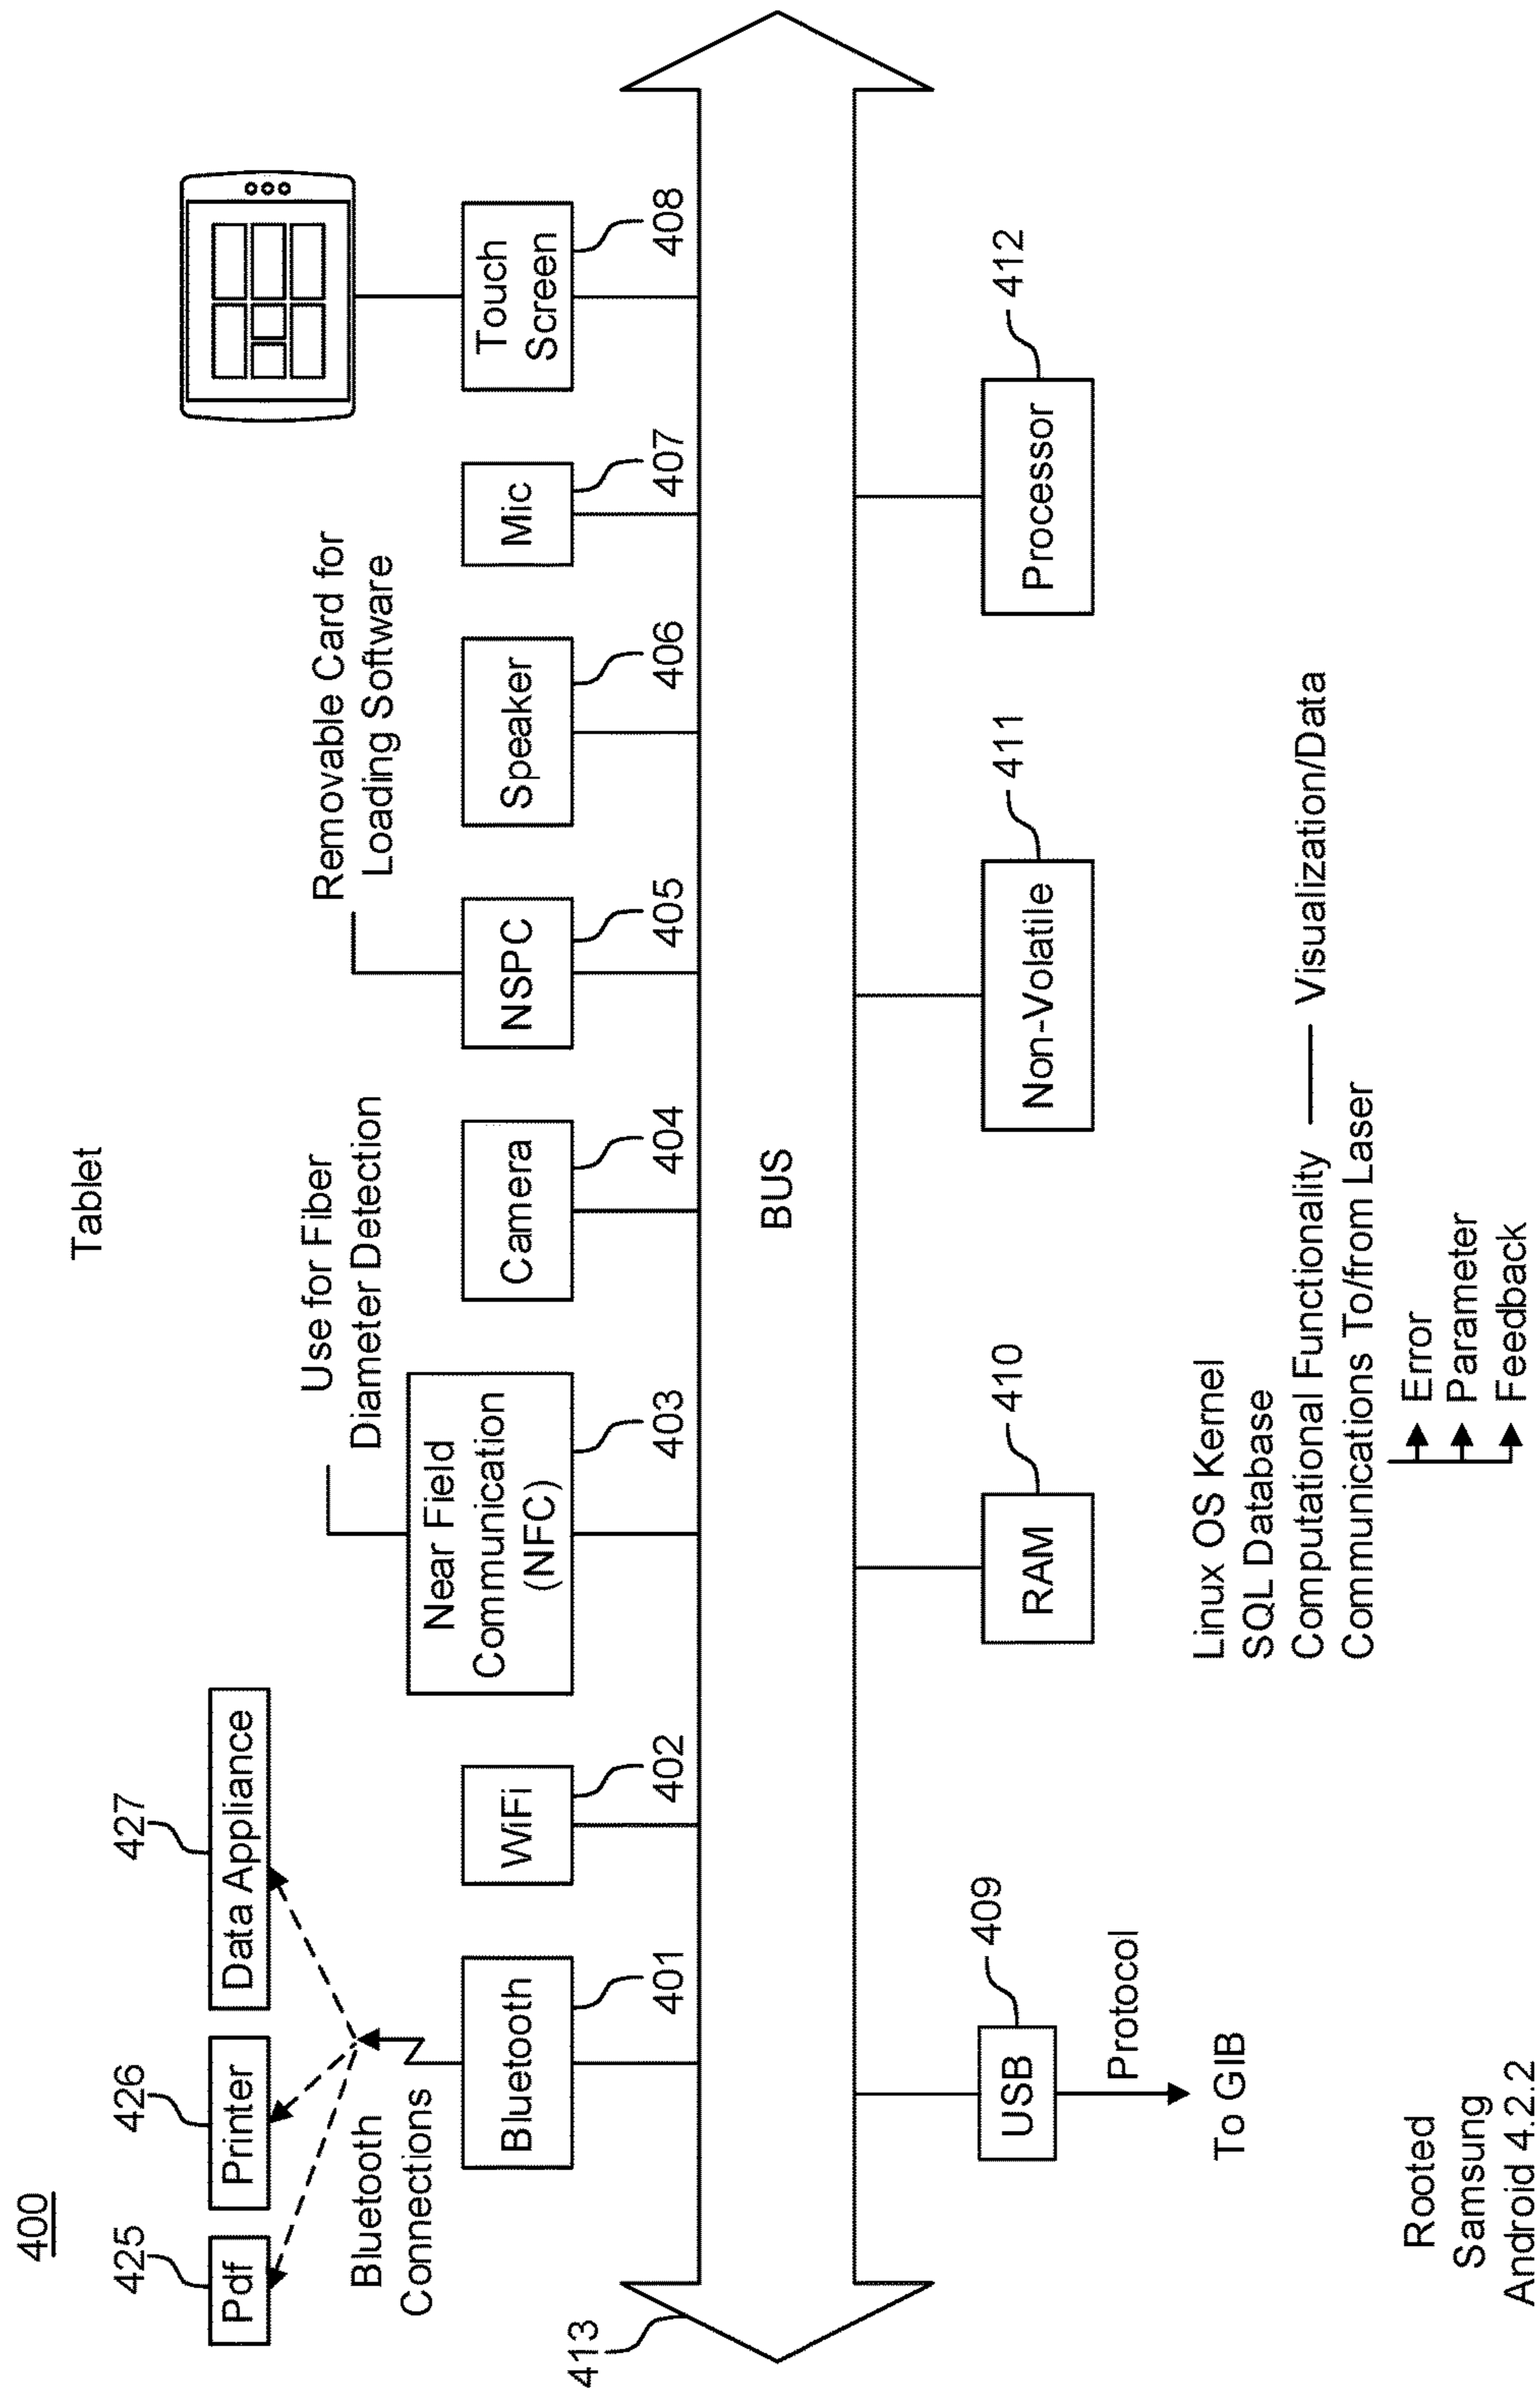 400
Tablet
425
426
427
Pdf
Printer
Data Appliance
Bluetooth
Connections
Use for Fiber
Diameter Detection
Removable Card for
Loading Software
Bluetooth
WiFi
Near Field
Communication
(NFC)
Camera
NSPC
Speaker
Mic
Touch
Screen
401
402
403
404
405
406
407
408
413
BUS
409
410
411
412
USB
RAM
Non-Volatile
Processor
Protocol
To GIB
Linux OS Kernel
SQL Database
Computational Functionality — Visualization/Data
Communications To/from Laser
Error
Parameter
Feedback
Rooted
Samsung
Android 4.2.2